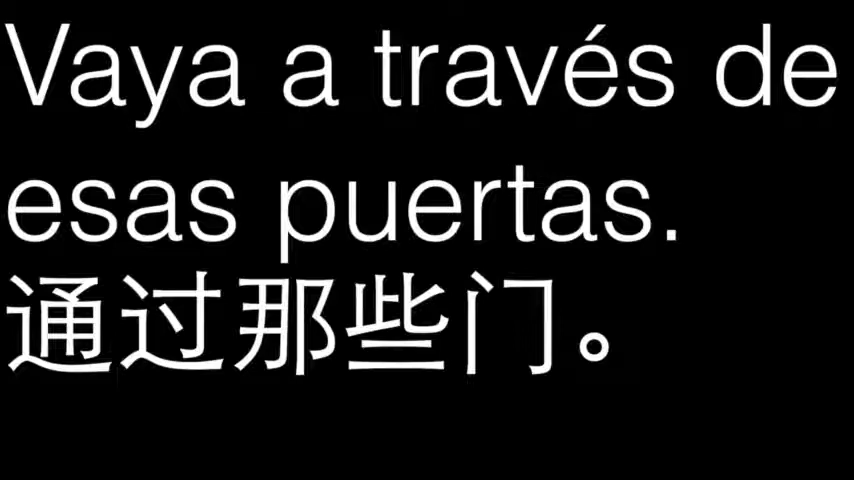 Vaya a través de
esas puertas.
通过那些门。